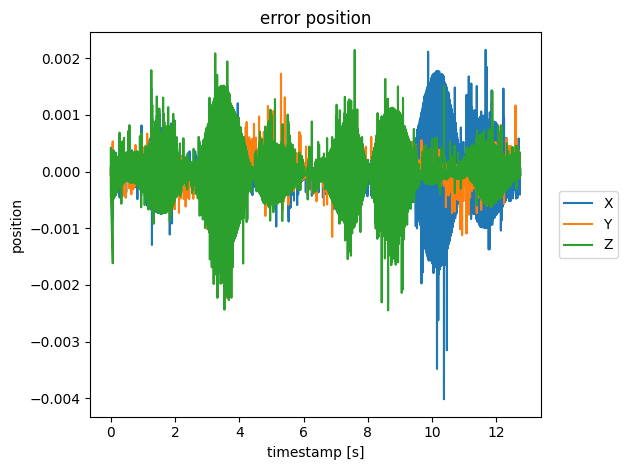 error position
0.002
0.001
0.000
−0.001
−0.002
−0.003
−0.004
position
0 2 4 6 8 10 12
timestamp [s]
X
Y
Z